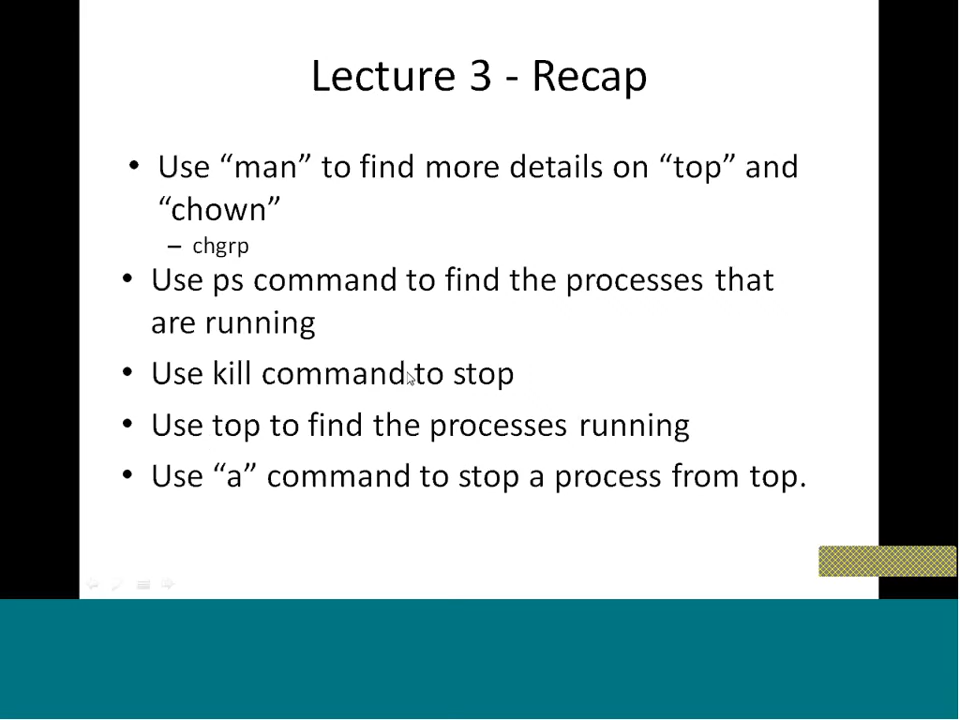 Lecture 3 - Recap
• Use “man” to find more details on “top” and
“chown”
– chgrp
• Use ps command to find the processes that
are running
• Use kill command to stop
• Use top to find the processes running
• Use “a” command to stop a process from top.